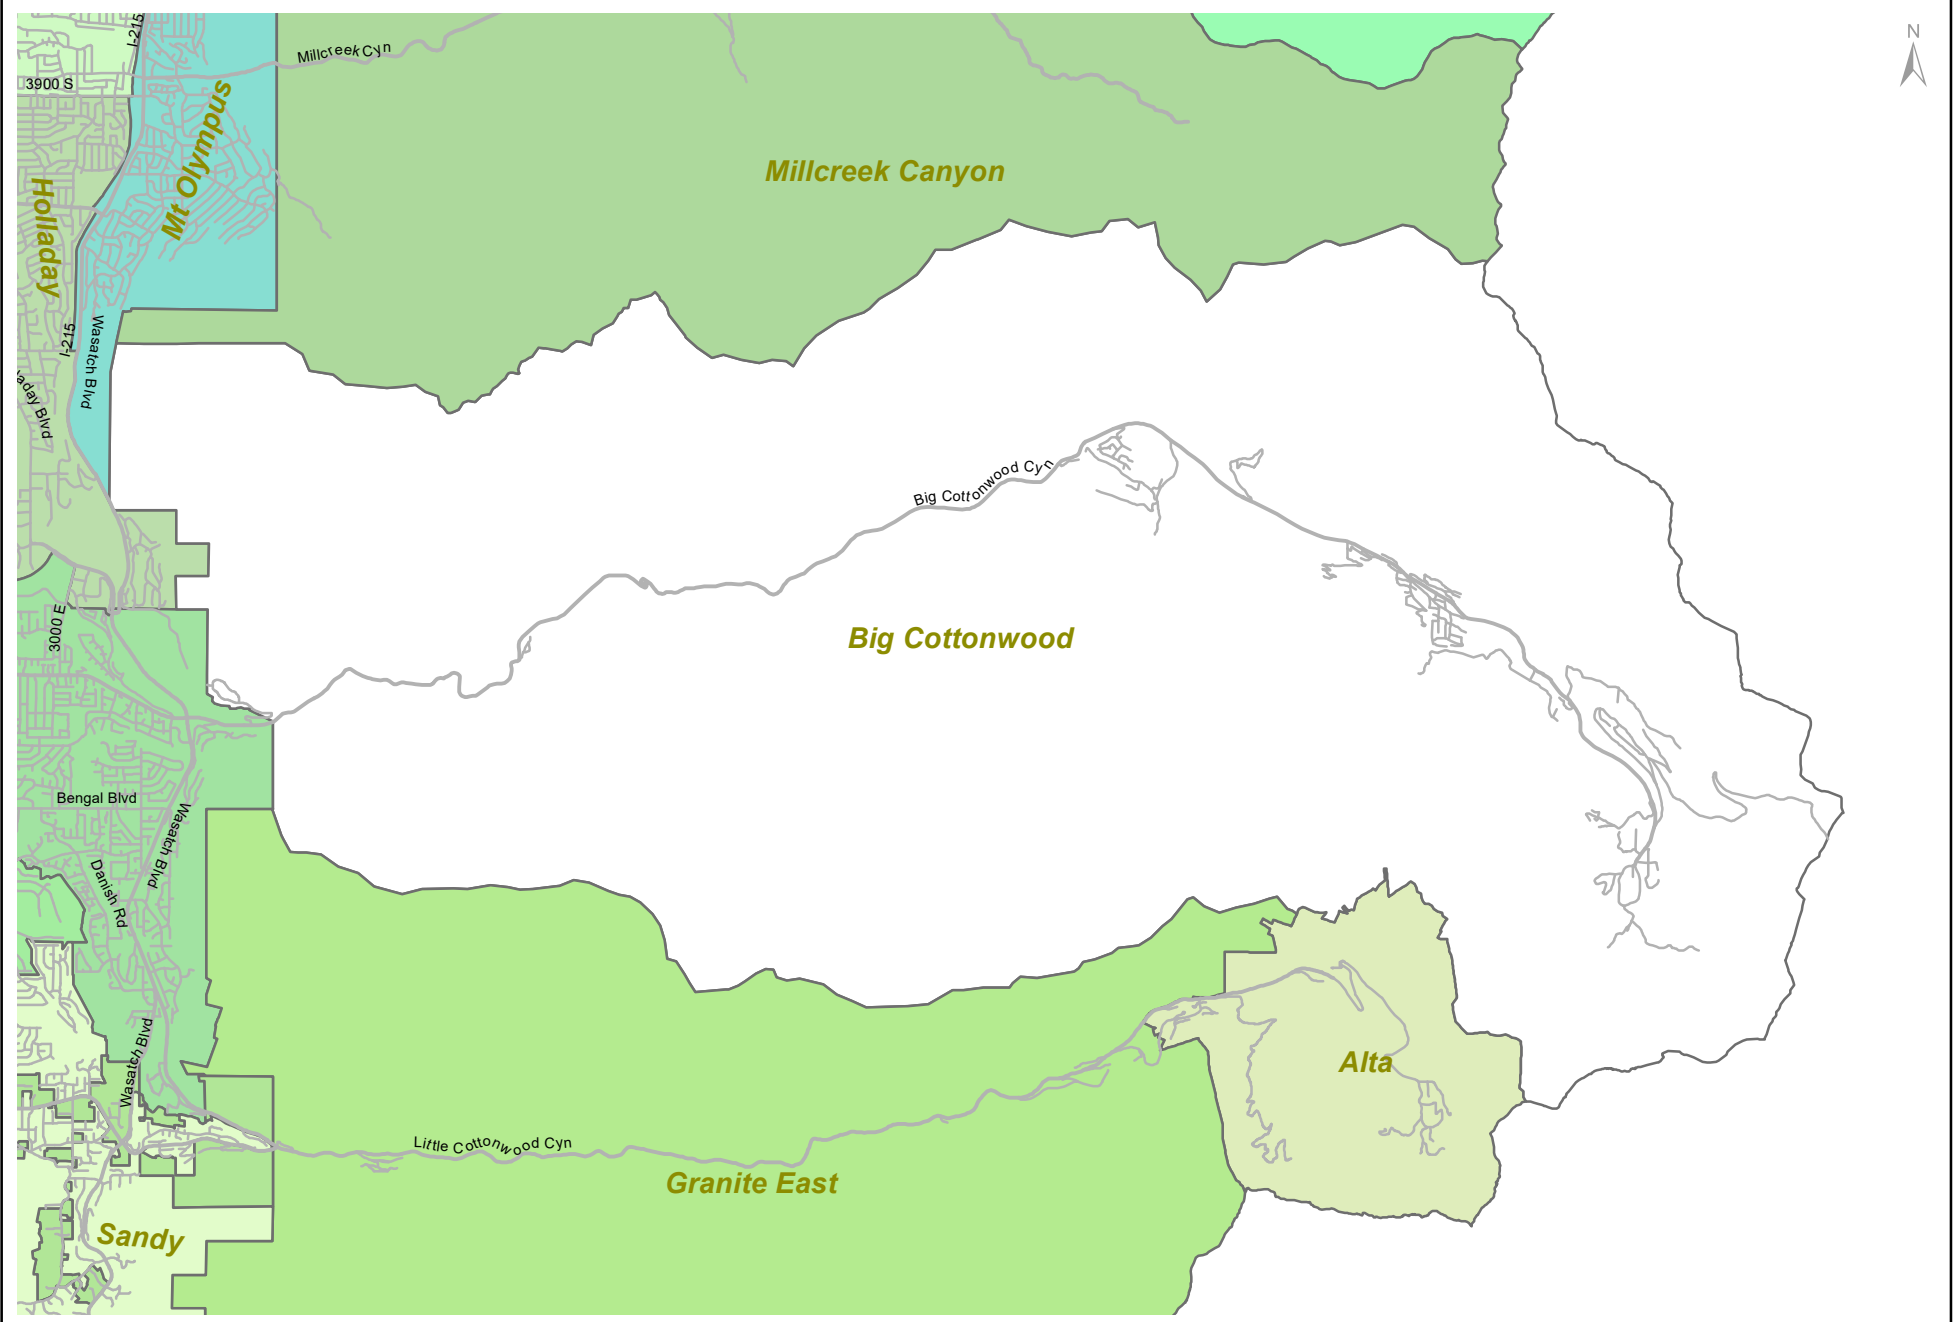 I-215
N
Millcreek Cyn
3900 S
Mt Olympus
Millcreek Canyon
Holladay
I-215
Wasatch Blvd
aday Blvd
Big Cottonwood Cyn
3000 E
Big Cottonwood
Bengal Blvd
Wasatch Blvd
Danish Rd
Wasatch Blvd
Alta
Little Cottonwood Cyn
Granite East
Sandy